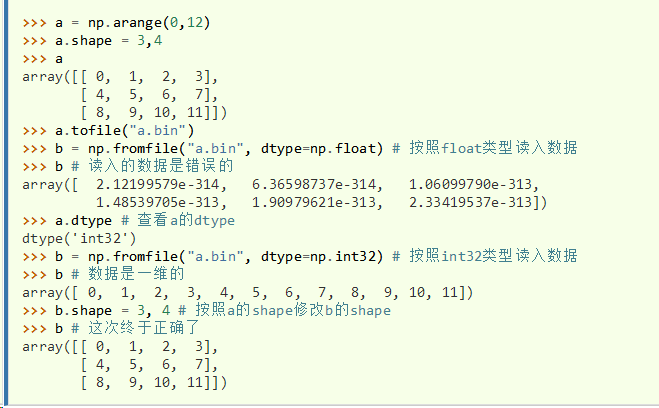 >>> a = np.arange(0,12)
>>> a.shape = 3,4
>>> a
array([[ 0,  1,  2,  3],
       [ 4,  5,  6,  7],
       [ 8,  9, 10, 11]])
>>> a.tofile("a.bin")
>>> b = np.fromfile("a.bin", dtype=np.float) # 按照float类型读入数据
>>> b # 读入的数据是错误的
array([  2.12199579e-314,   6.36598737e-314,   1.06099790e-313,
         1.48539705e-313,   1.90979621e-313,   2.33419537e-313])
>>> a.dtype # 查看a的dtype
dtype('int32')
>>> b = np.fromfile("a.bin", dtype=np.int32) # 按照int32类型读入数据
>>> b # 数据是一维的
array([ 0,  1,  2,  3,  4,  5,  6,  7,  8,  9, 10, 11])
>>> b.shape = 3, 4 # 按照a的shape修改b的shape
>>> b # 这次终于正确了
array([[ 0,  1,  2,  3],
       [ 4,  5,  6,  7],
       [ 8,  9, 10, 11]])